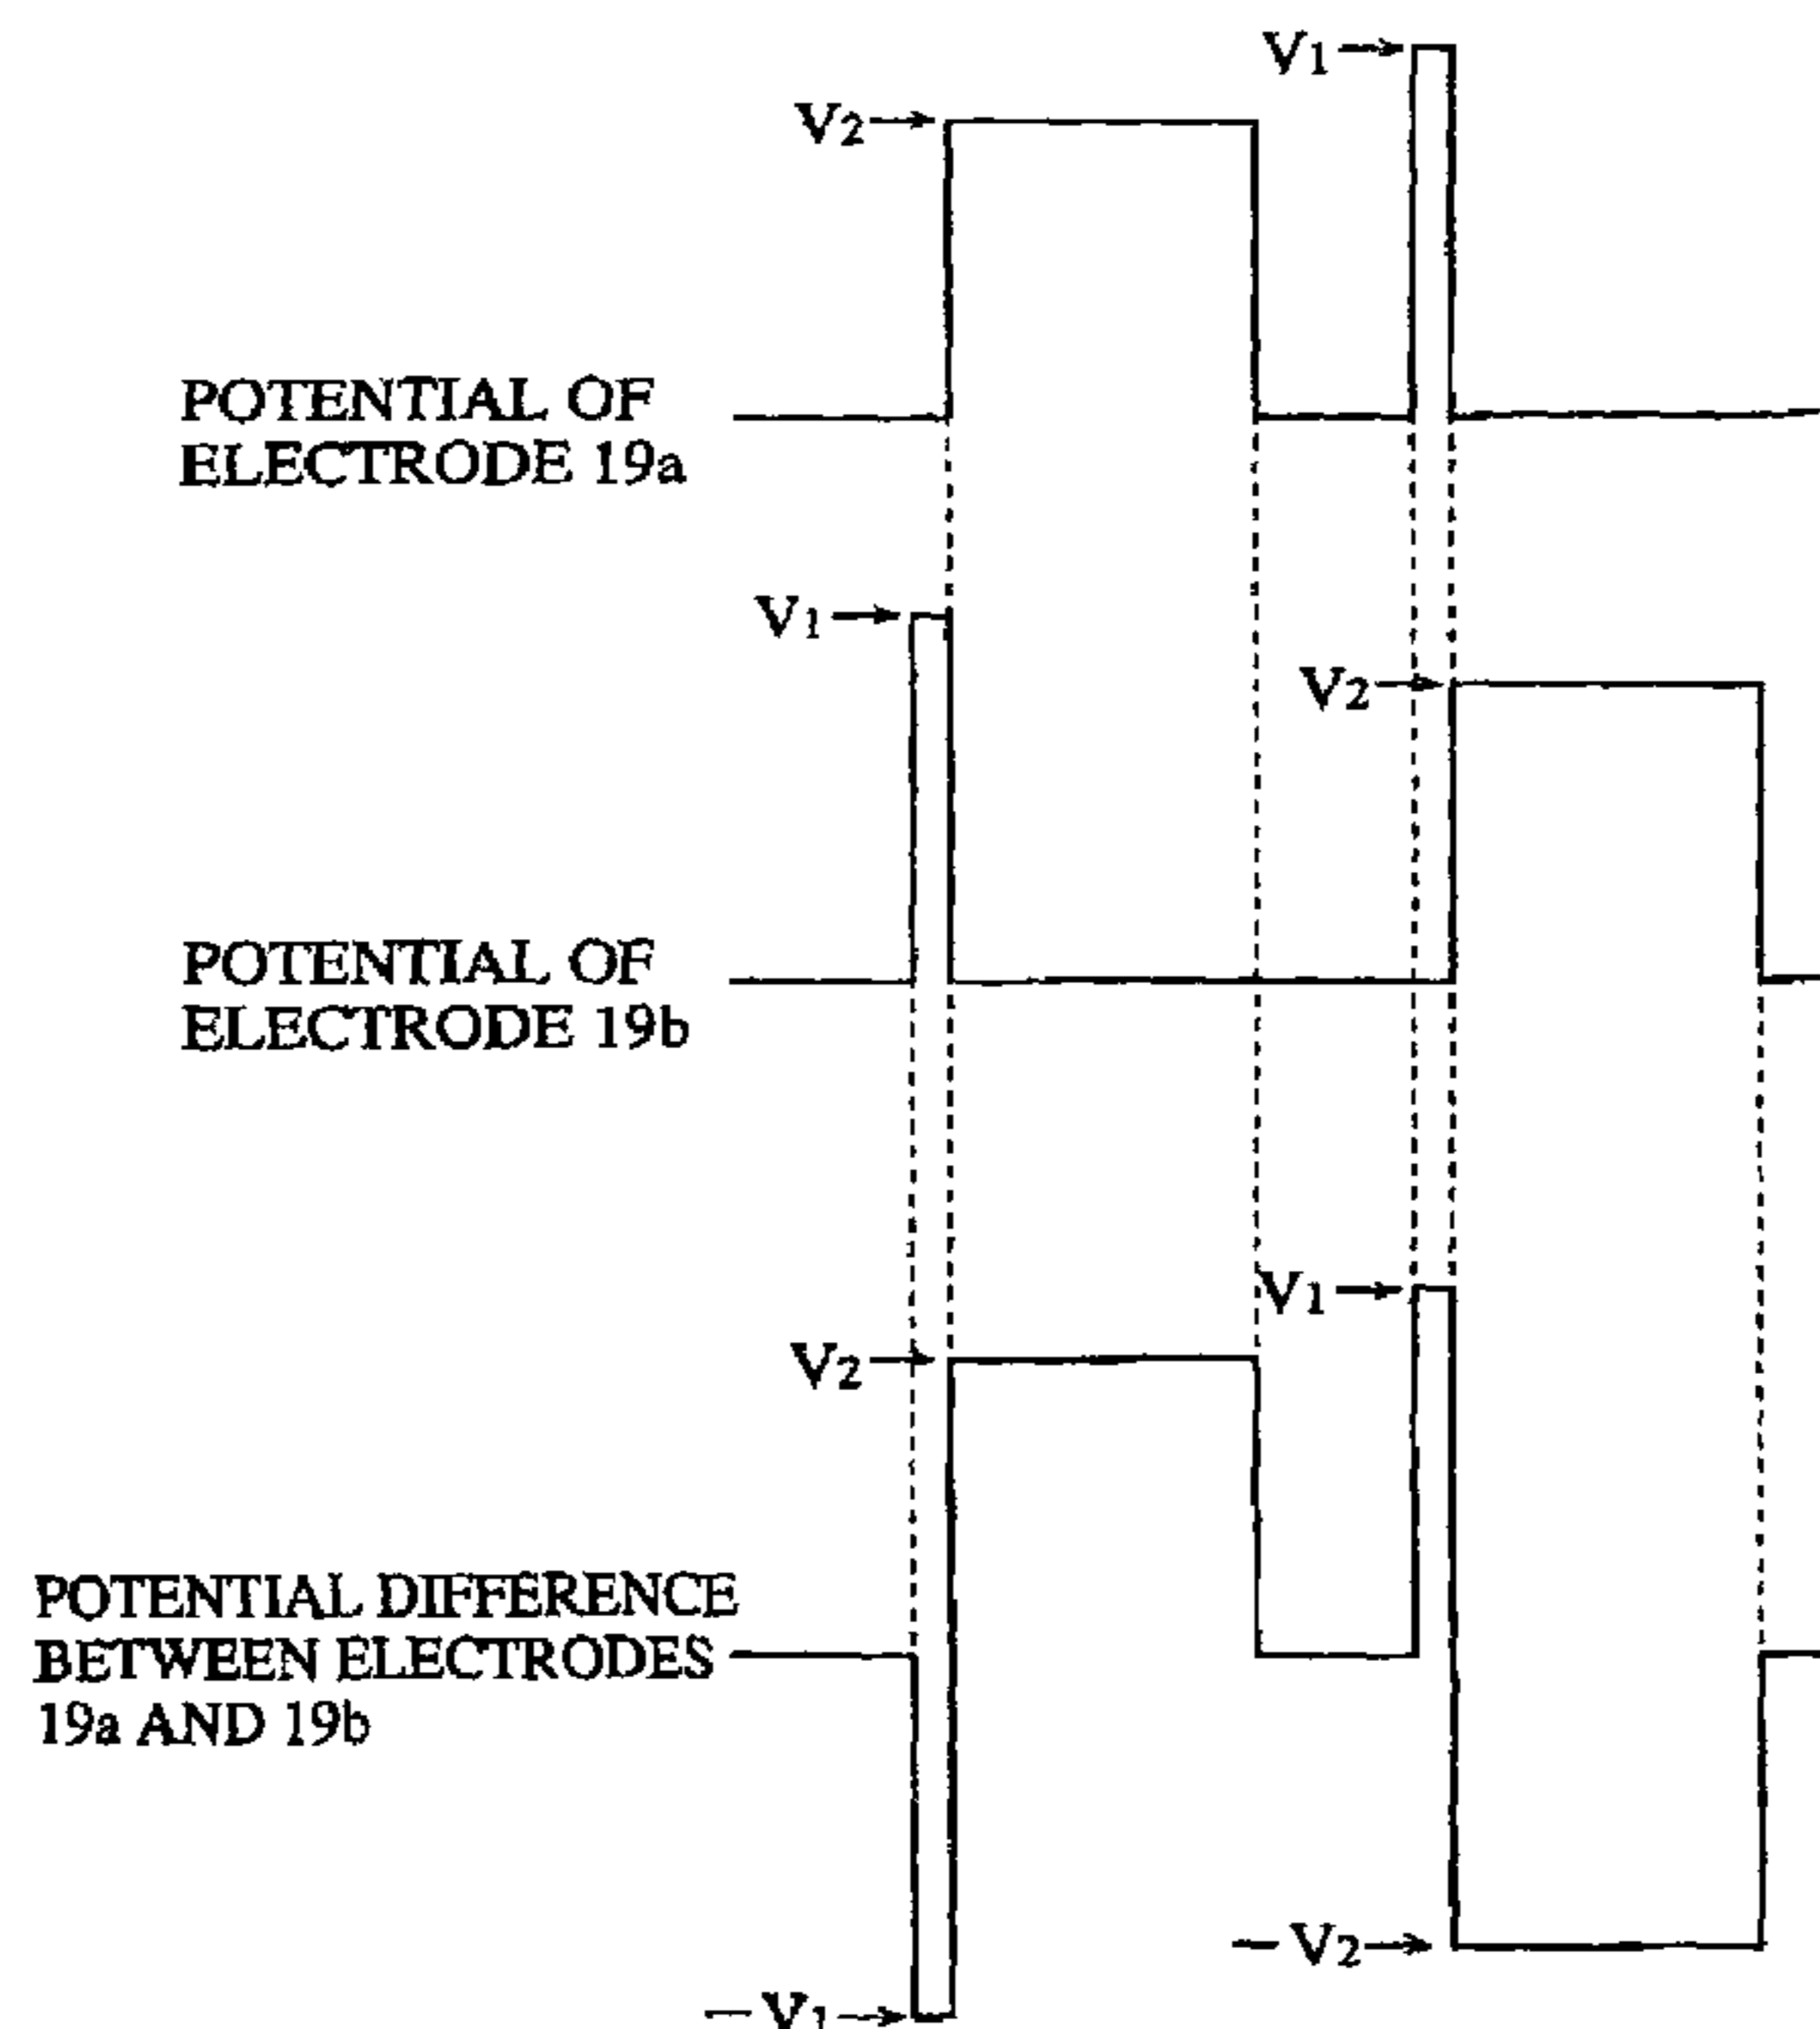 V1
V2
POTENTIAL OF
ELECTRODE 19a
V1
V2
POTENTIAL OF
ELECTRODE 19b
V1
V2
POTENTIAL DIFFERENCE
BETWEEN ELECTRODES
19a AND 19b
– V2
– V1